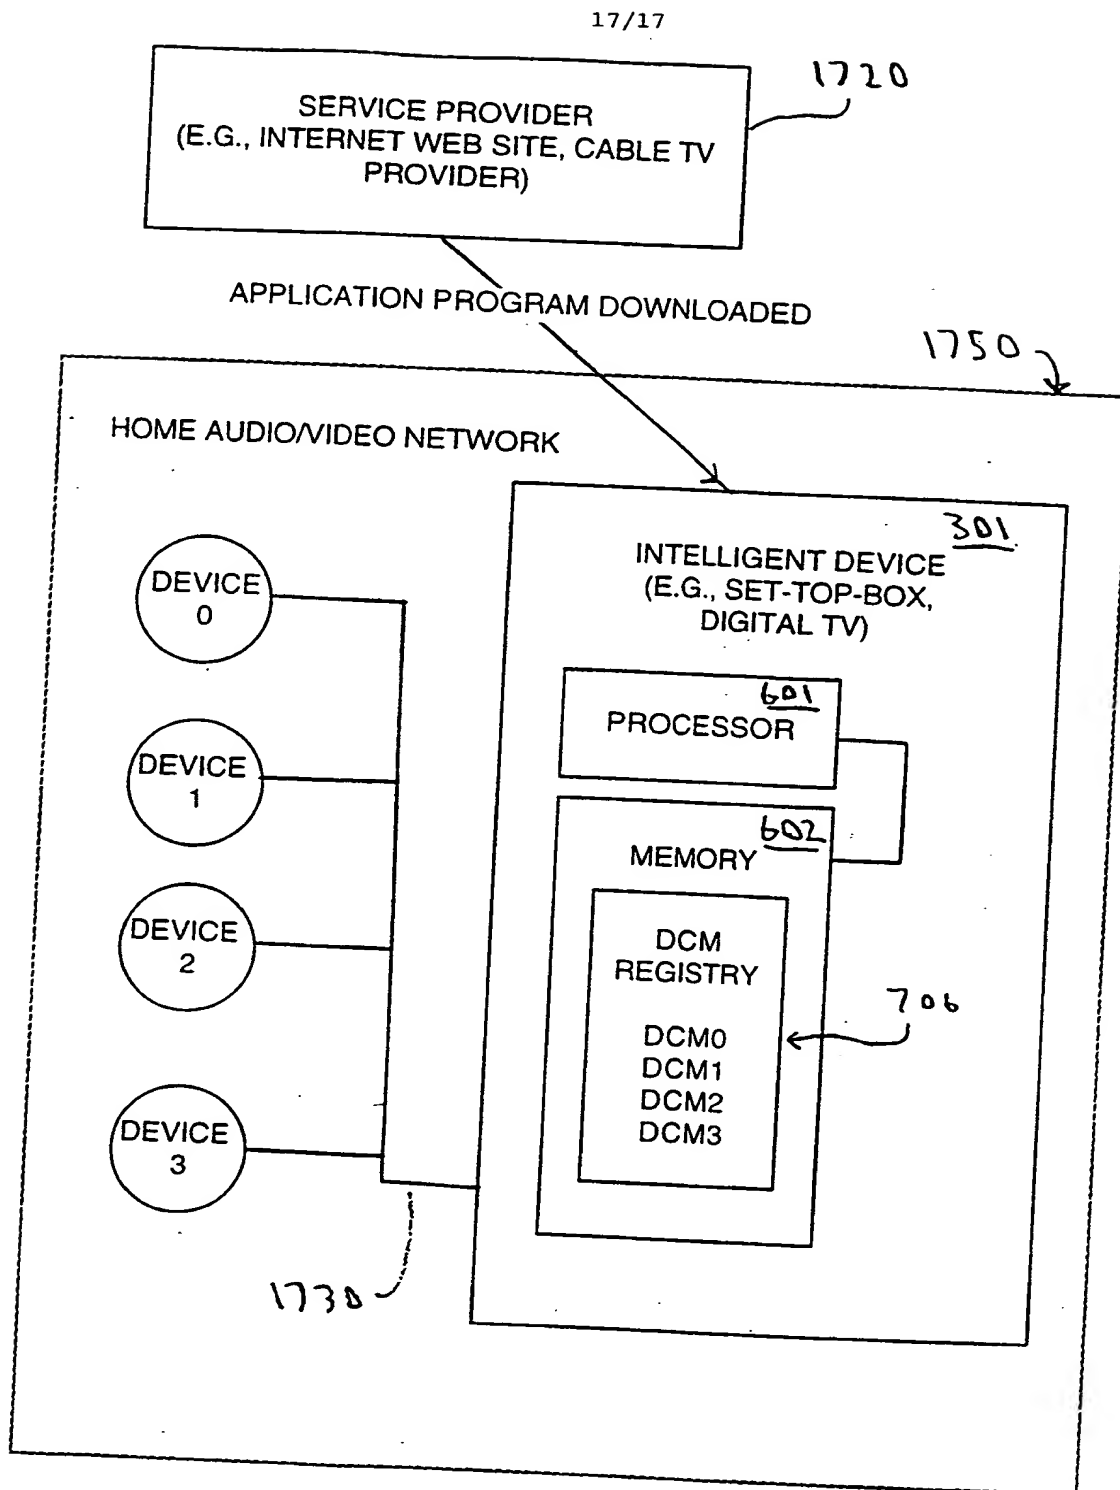 17/17
1720
SERVICE PROVIDER
(E.G., INTERNET WEB SITE, CABLE TV
PROVIDER)
APPLICATION PROGRAM DOWNLOADED
1750
HOME AUDIO/VIDEO NETWORK
301
INTELLIGENT DEVICE
(E.G., SET-TOP-BOX,
DIGITAL TV)
DEVICE
0
601
PROCESSOR
DEVICE
1
602
MEMORY
DEVICE
2
DCM
REGISTRY
706
DCM0
DCM1
DCM2
DCM3
DEVICE
3
1730